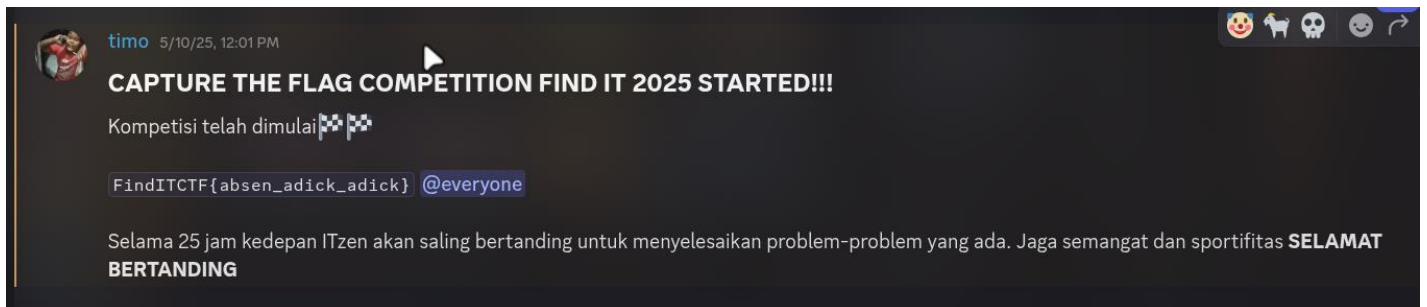 timo 5/10/25, 12:01 PM
CAPTURE THE FLAG COMPETITION FIND IT 2025 STARTED!!!
Kompetisi telah dimulai
FindITCTF{absen_adick_adick} @everyone
Selama 25 jam kedepan ITzen akan saling bertanding untuk menyelesaikan problem-problem yang ada. Jaga semangat dan sportifitas SELAMAT
BERTANDING